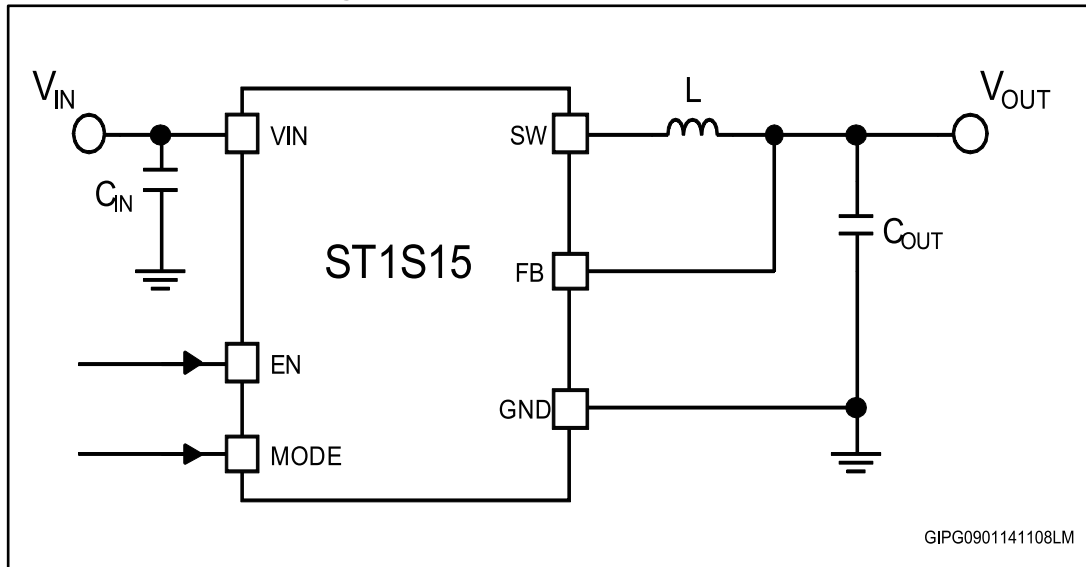 VIN
CIN
VIN
EN
MODE
ST1S15
SW
FB
GND
L
VOUT
COUT
GIPG0901141108LM